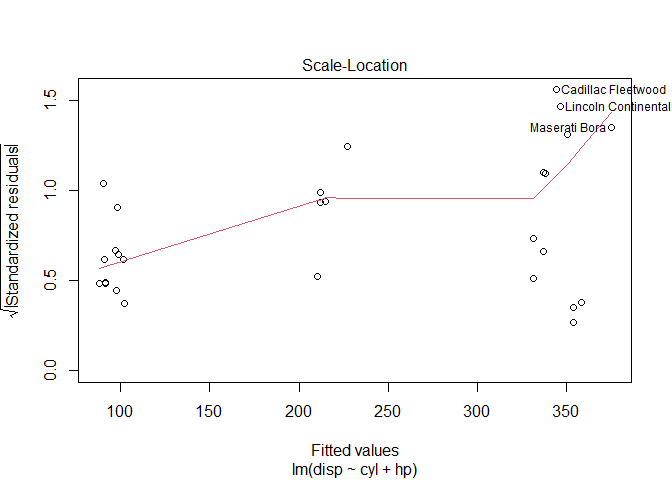 Scale-Location
√|Standardized residuals|
1.5
1.0
0.5
0.0
Cadillac Fleetwood
Lincoln Continental
Maserati Bora
100 150 200 250 300 350
Fitted values
lm(disp ~ cyl + hp)